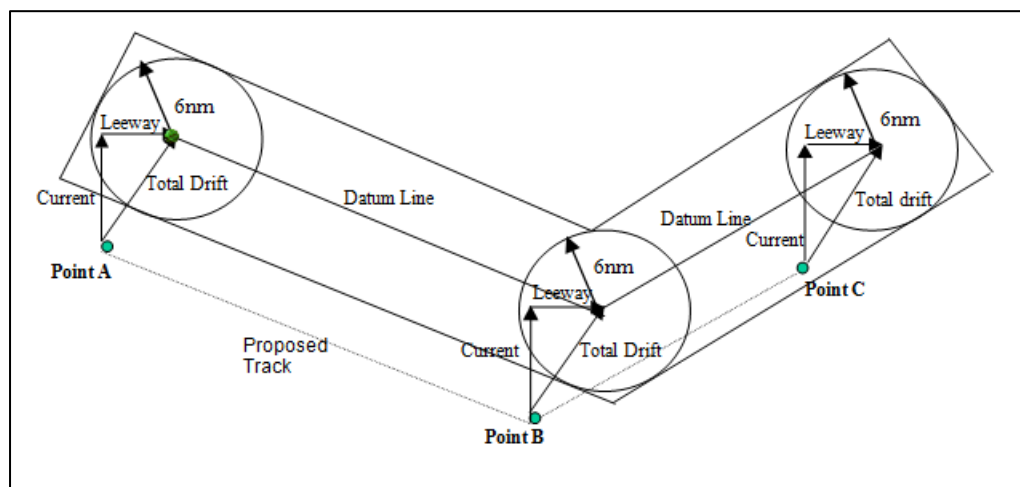 6nm
Leeway
Total Drift
Current
Point A
Datum Line
Proposed
Track
6nm
Leeway
Current
Total Drift
Point B
Datum Line
6nm
Leeway
Total drift
Current
Point C